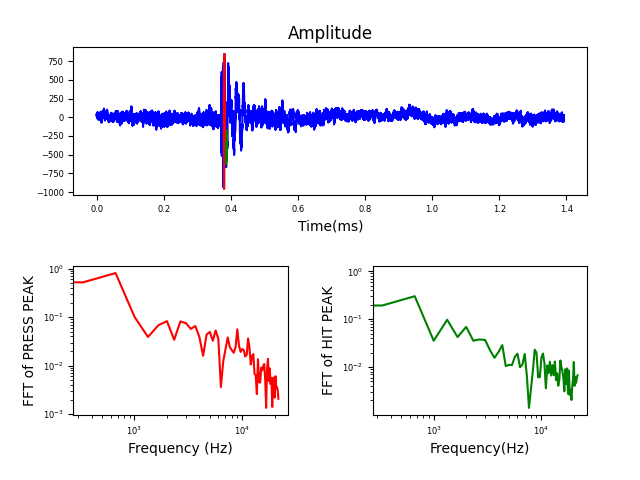 Amplitude
750
500
250
0
−250
−500
−750
−1000
0.0 0.2 0.4 0.6 0.8 1.0 1.2 1.4
Time(ms)
FFT of PRESS PEAK
10⁰
10⁻¹
10⁻²
10⁻³
10³ 10⁴
Frequency (Hz)
FFT of HIT PEAK
10⁰
10⁻¹
10⁻²
10³ 10⁴
Frequency(Hz)